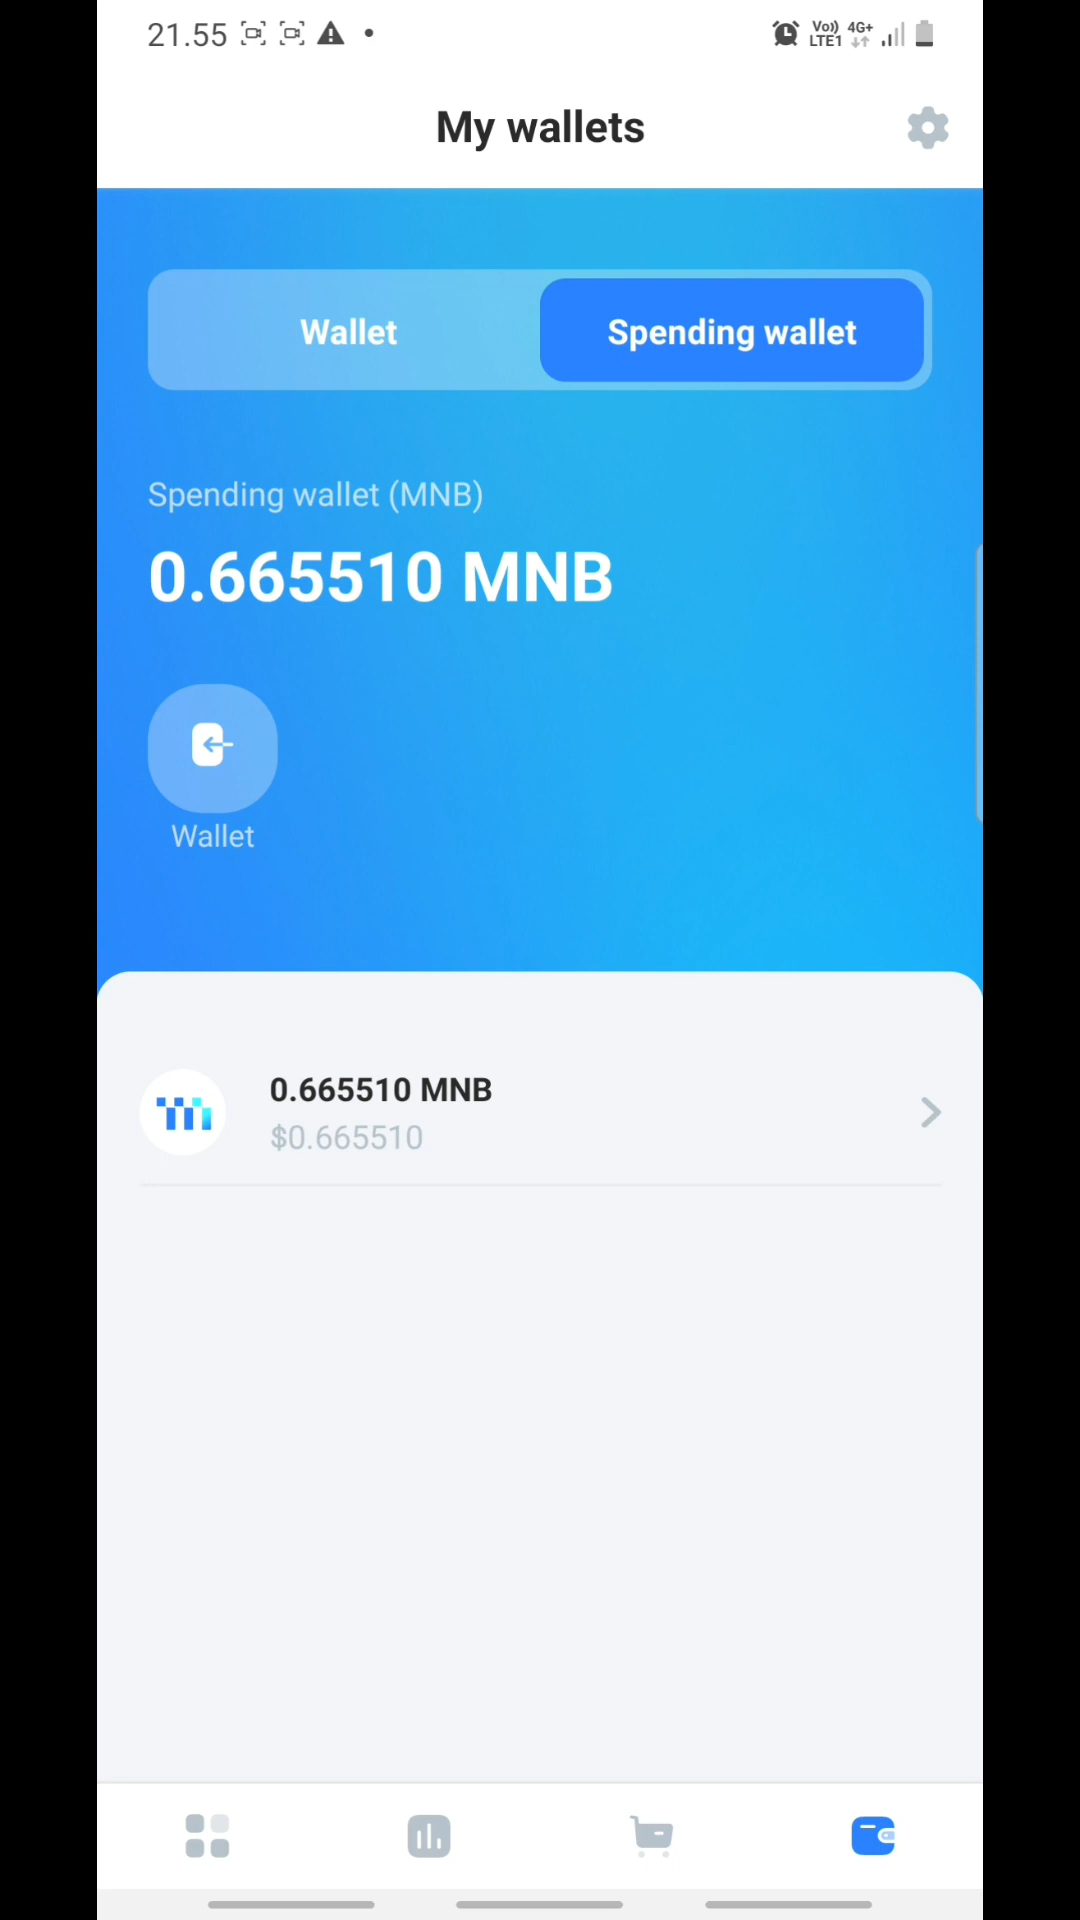 21.55
Vo)) 4G+
LTE1
My wallets
Wallet
Spending wallet
Spending wallet (MNB)
0.665510 MNB
Wallet
0.665510 MNB
$0.665510